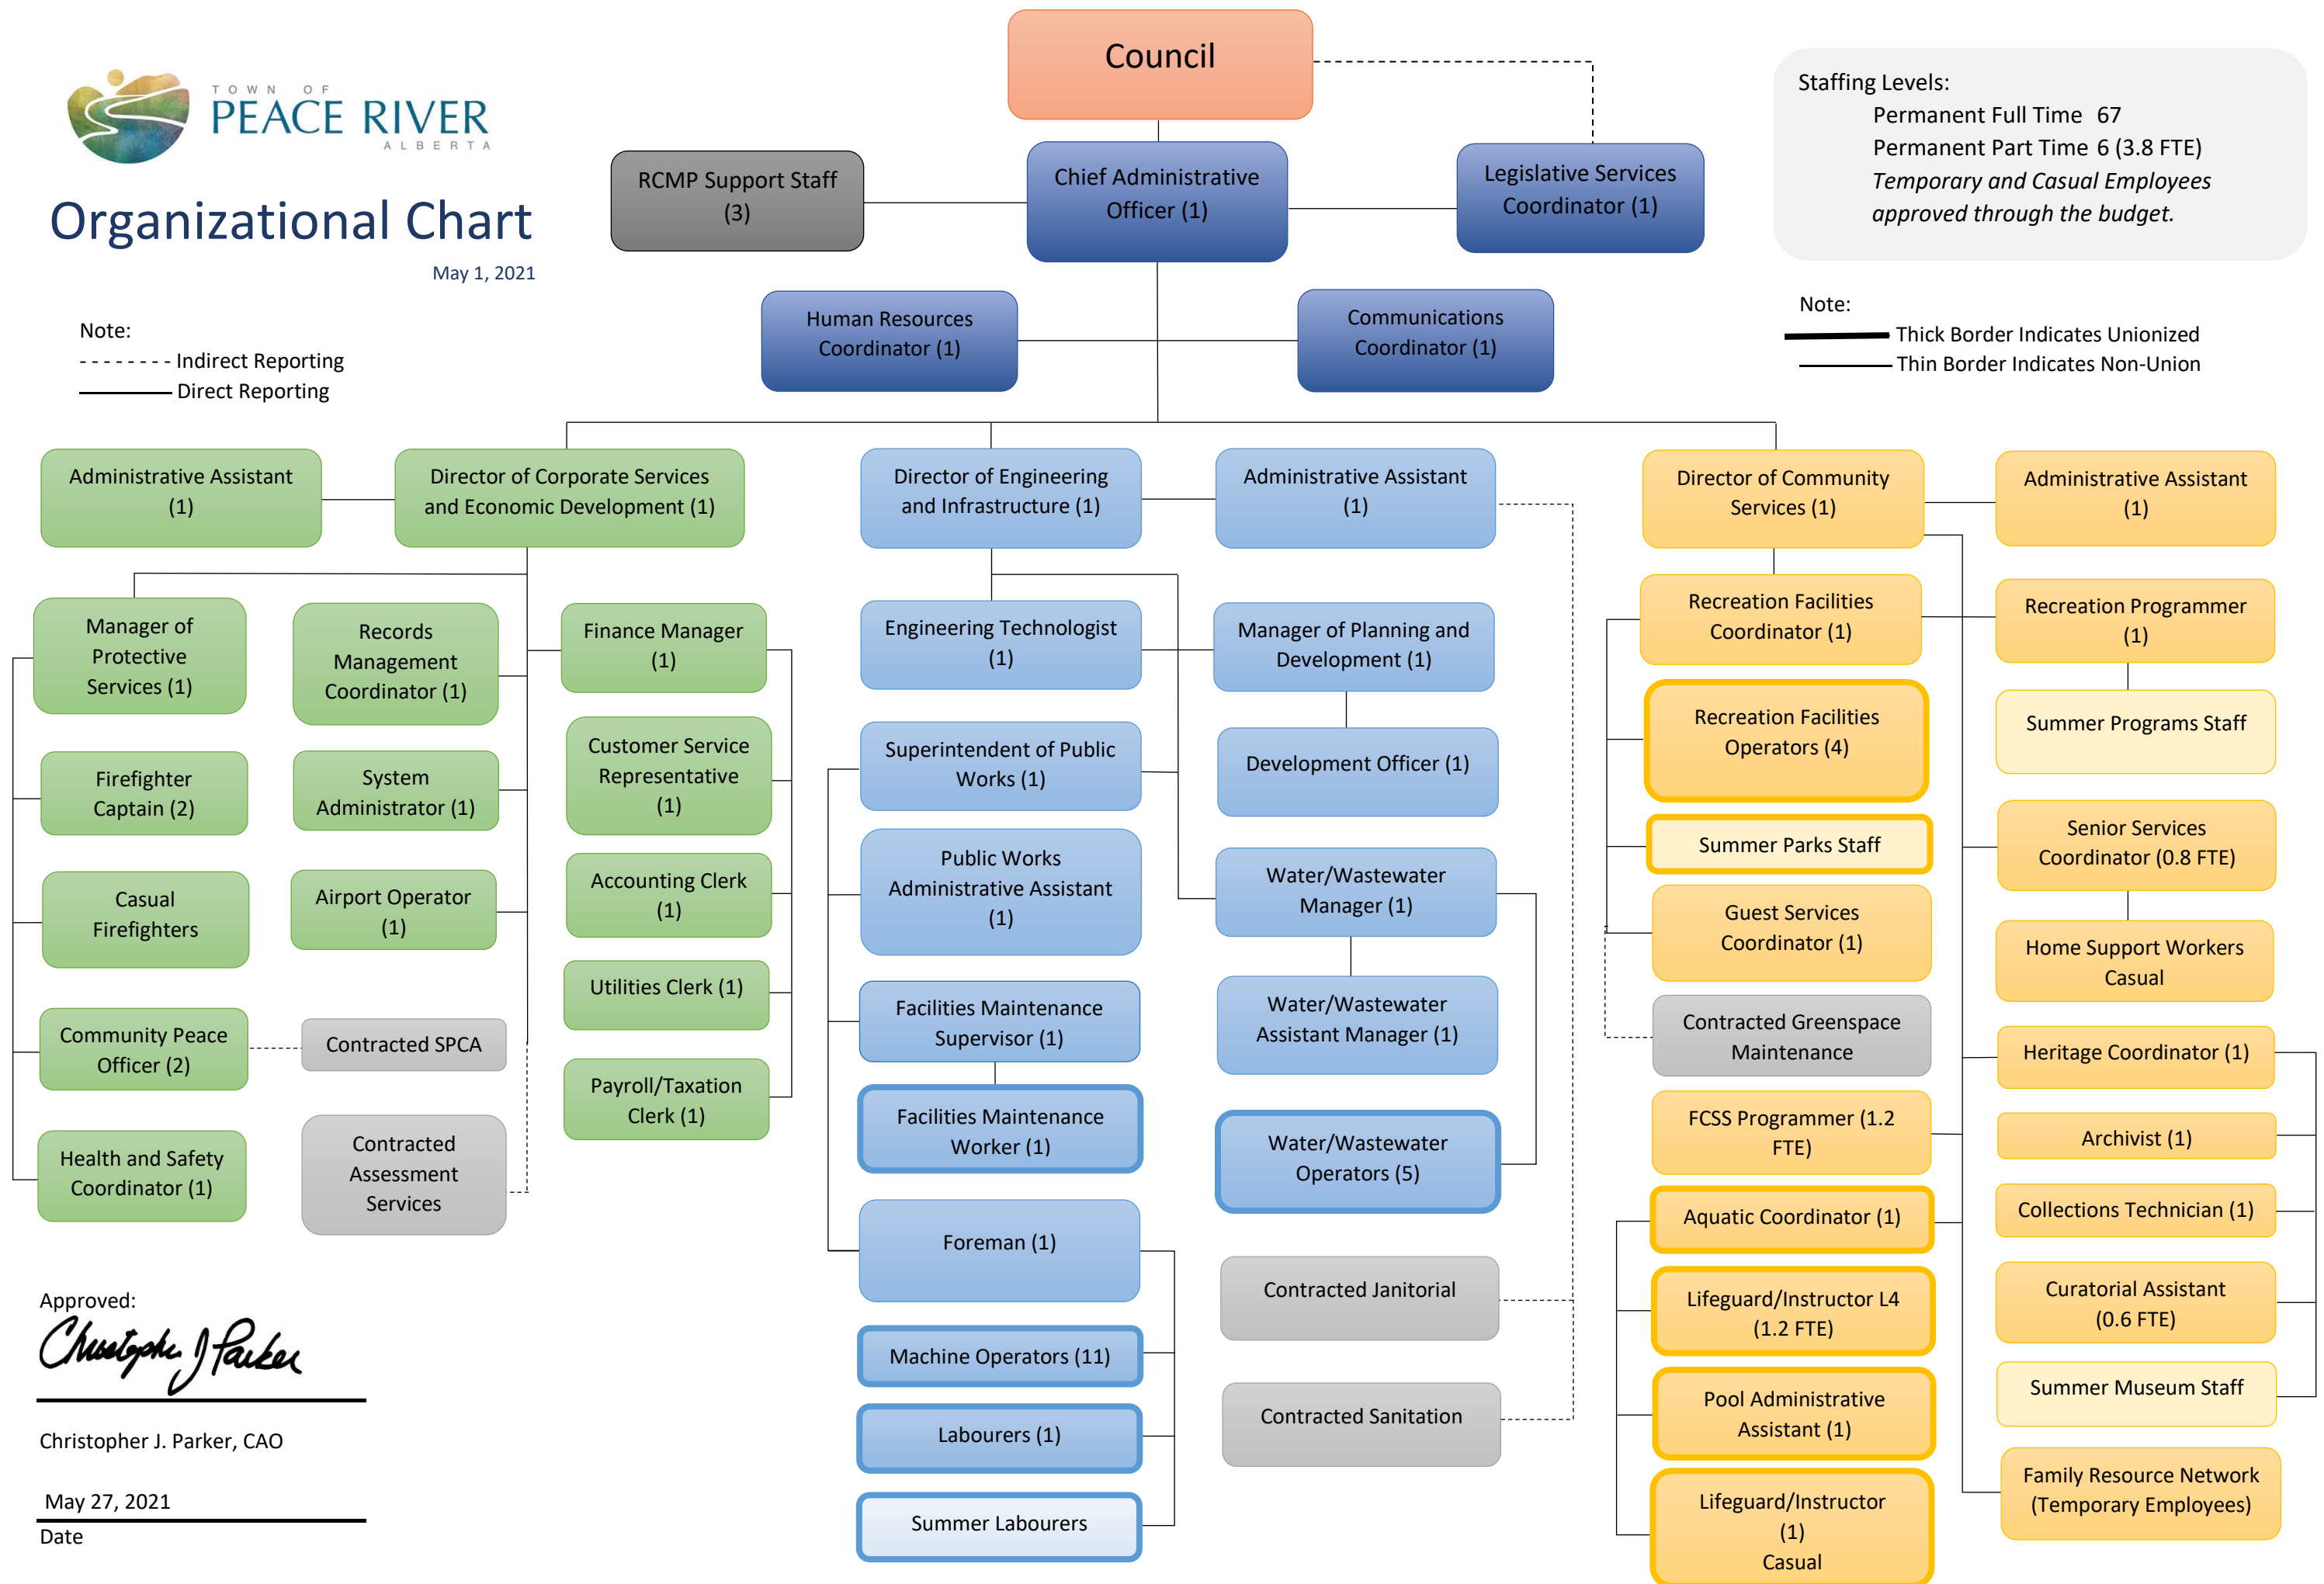 TOWN OF
PEACE RIVER
ALBERTA
Organizational Chart
May 1, 2021
Note:
Indirect Reporting
Direct Reporting
Council
RCMP Support Staff
(3)
Chief Administrative
Officer (1)
Legislative Services
Coordinator (1)
Human Resources
Coordinator (1)
Communications
Coordinator (1)
Staffing Levels:
Permanent Full Time 67
Permanent Part Time 6 (3.8 FTE)
Temporary and Casual Employees
approved through the budget.
Note:
Thick Border Indicates Unionized
Thin Border Indicates Non-Union
Administrative Assistant
(1)
Director of Corporate Services
and Economic Development (1)
Manager of
Protective
Services (1)
Firefighter
Captain (2)
Casual
Firefighters
Community Peace
Officer (2)
Health and Safety
Coordinator (1)
Records
Management
Coordinator (1)
System
Administrator (1)
Airport Operator
(1)
Contracted SPCA
Contracted
Assessment
Services
Finance Manager
(1)
Customer Service
Representative
(1)
Accounting Clerk
(1)
Utilities Clerk (1)
Payroll/Taxation
Clerk (1)
Director of Engineering
and Infrastructure (1)
Administrative Assistant
(1)
Engineering Technologist
(1)
Superintendent of Public
Works (1)
Public Works
Administrative Assistant
(1)
Facilities Maintenance
Supervisor (1)
Facilities Maintenance
Worker (1)
Foreman (1)
Machine Operators (11)
Labourers (1)
Summer Labourers
Manager of Planning and
Development (1)
Development Officer (1)
Water/Wastewater
Manager (1)
Water/Wastewater
Assistant Manager (1)
Water/Wastewater
Operators (5)
Contracted Janitorial
Contracted Sanitation
Director of Community
Services (1)
Administrative Assistant
(1)
Recreation Facilities
Coordinator (1)
Recreation Facilities
Operators (4)
Summer Parks Staff
Guest Services
Coordinator (1)
Contracted Greenspace
Maintenance
FCSS Programmer (1.2
FTE)
Aquatic Coordinator (1)
Lifeguard/Instructor L4
(1.2 FTE)
Pool Administrative
Assistant (1)
Lifeguard/Instructor
(1)
Casual
Recreation Programmer
(1)
Summer Programs Staff
Senior Services
Coordinator (0.8 FTE)
Home Support Workers
Casual
Heritage Coordinator (1)
Archivist (1)
Collections Technician (1)
Curatorial Assistant
(0.6 FTE)
Summer Museum Staff
Family Resource Network
(Temporary Employees)
Approved:
Christopher J Parker
Christopher J. Parker, CAO
May 27, 2021
Date